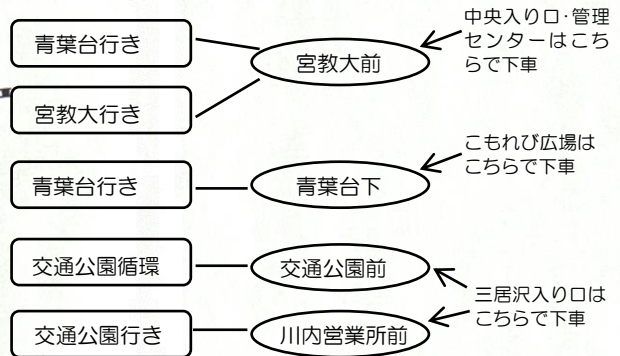 青葉台行き
宮教大行き
宮教大前
中央入り口・管理
センターはこち
らで下車
青葉台行き
青葉台下
こもれび広場は
こちらで下車
交通公園循環
交通公園前
交通公園行き
川内営業所前
三居沢入り口は
こちらで下車